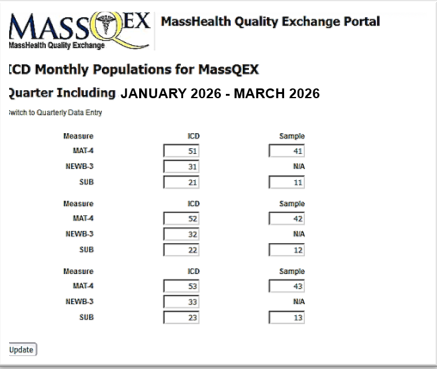 MASSQEX
MassHealth Quality Exchange
MassHealth Quality Exchange Portal
ICD Monthly Populations for MassQEX
Quarter Including JANUARY 2026 - MARCH 2026
Switch to Quarterly Data Entry
Measure ICD Sample
MAT-4 51 41
NEWB-3 31 N/A
SUB 21 11
Measure ICD Sample
MAT-4 52 42
NEWB-3 32 N/A
SUB 22 12
Measure ICD Sample
MAT-4 53 43
NEWB-3 33 N/A
SUB 23 13
Update